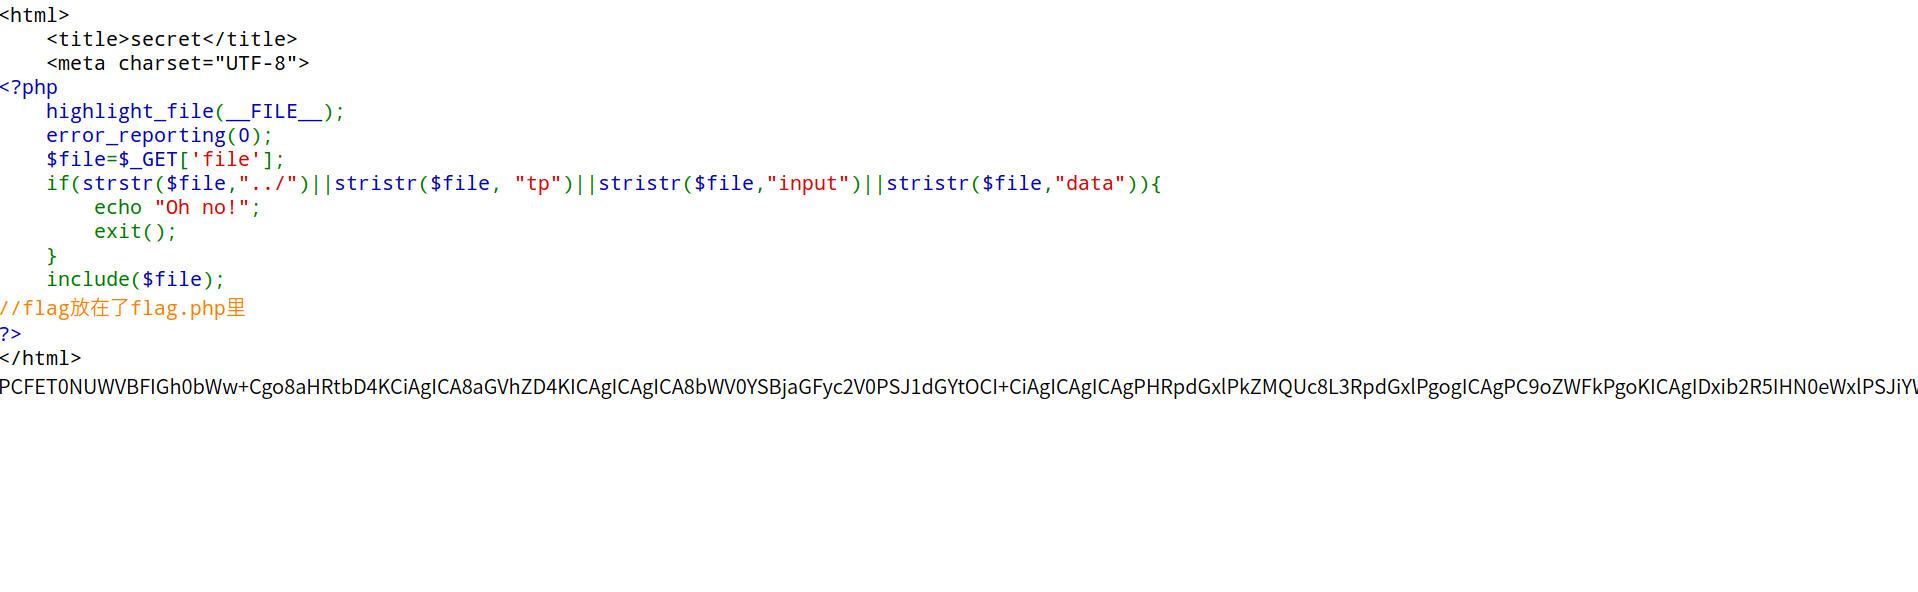 <html>
    <title>secret</title>
    <meta charset="UTF-8">
<?php
    highlight_file(__FILE__);
    error_reporting(0);
    $file=$_GET['file'];
    if(strstr($file,"../")||stristr($file, "tp")||stristr($file,"input")||stristr($file,"data")){
        echo "Oh no!";
        exit();
    }
    include($file);
//flag放在了flag.php里
?>
</html>
PCFET0NUWVBFIGh0bWw+Cgo8aHRtbD4KCiAgICA8aGVhZD4KICAgICAgICA8bWV0YSBjaGFyc2V0PSJ1dGYtOCI+CiAgICAgICAgPHRpdGxlPkZMQUc8L3RpdGxlPgogICAgPC9oZWFkPgoKICAgIDxib2R5IHN0eWxlPSJiYV